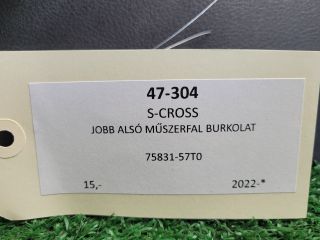 47-304
S-CROSS
JOBB ALSÓ MŰSZERFAL BURKOLAT
75831-57T0
15,- 2022-*